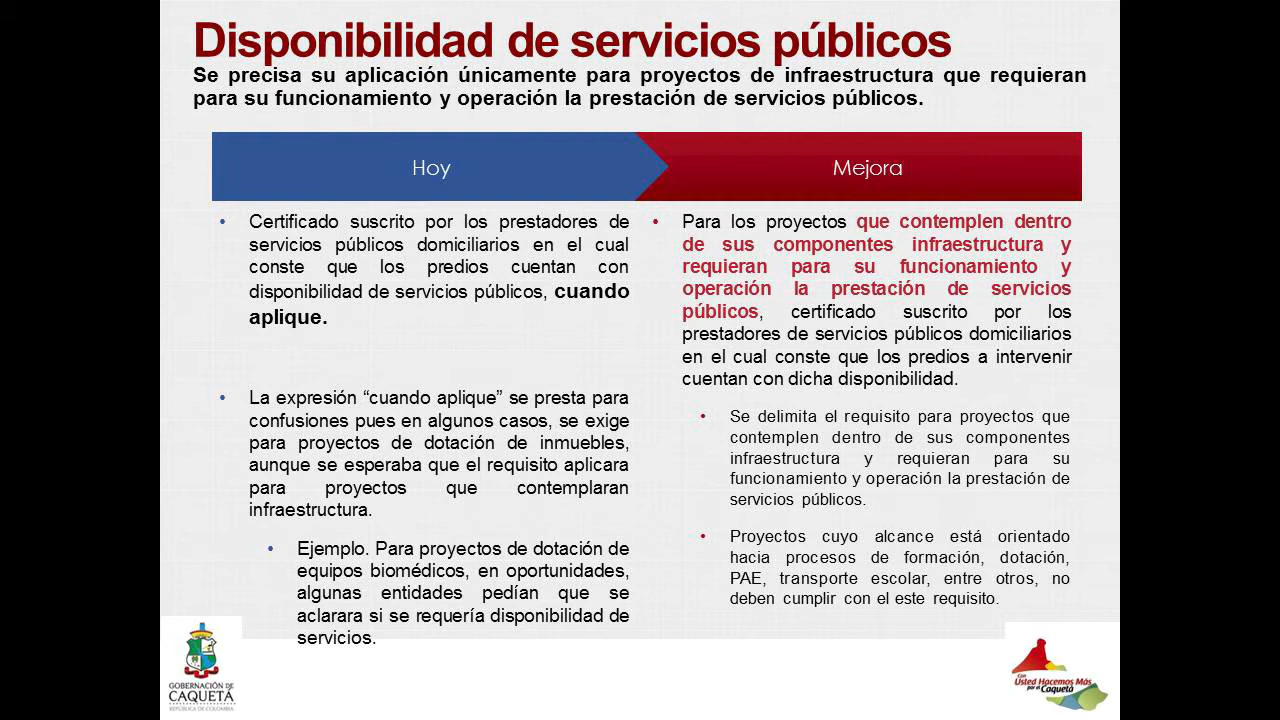 Disponibilidad de servicios públicos
Se precisa su aplicación únicamente para proyectos de infraestructura que requieran
para su funcionamiento y operación la prestación de servicios públicos.
Hoy
Mejora
• Certificado suscrito por los prestadores de
servicios públicos domiciliarios en el cual
conste que los predios cuentan con
disponibilidad de servicios públicos, cuando
aplique.
• La expresión “cuando aplique” se presta para
confusiones pues en algunos casos, se exige
para proyectos de dotación de inmuebles,
aunque se esperaba que el requisito aplicara
para proyectos que contemplaran
infraestructura.
• Ejemplo. Para proyectos de dotación de
equipos biomédicos, en oportunidades,
algunas entidades pedían que se
aclarara si se requería disponibilidad de
servicios.
• Para los proyectos que contemplen dentro
de sus componentes infraestructura y
requieran para su funcionamiento y
operación la prestación de servicios
públicos, certificado suscrito por los
prestadores de servicios públicos domiciliarios
en el cual conste que los predios a intervenir
cuentan con dicha disponibilidad.
• Se delimita el requisito para proyectos que
contemplen dentro de sus componentes
infraestructura y requieran para su
funcionamiento y operación la prestación de
servicios públicos.
• Proyectos cuyo alcance está orientado
hacia procesos de formación, dotación,
PAE, transporte escolar, entre otros, no
deben cumplir con el este requisito.
GOBERNACIÓN DE
CAQUETÁ
REPÚBLICA DE COLOMBIA
Con
Usted Hacemos Más
por el Caquetá